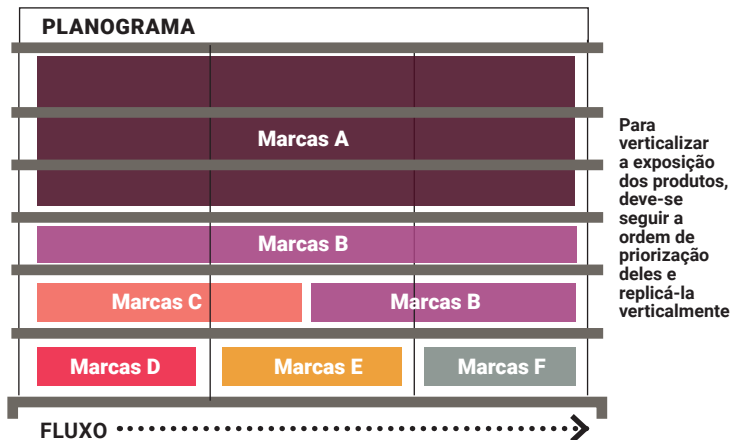 PLANOGRAMA
Marcas A
Marcas B
Marcas C
Marcas B
Marcas D
Marcas E
Marcas F
FLUXO
Para
verticalizar
a exposição
dos produtos,
deve-se
seguir a
ordem de
priorização
deles e
replicá-la
verticalmente